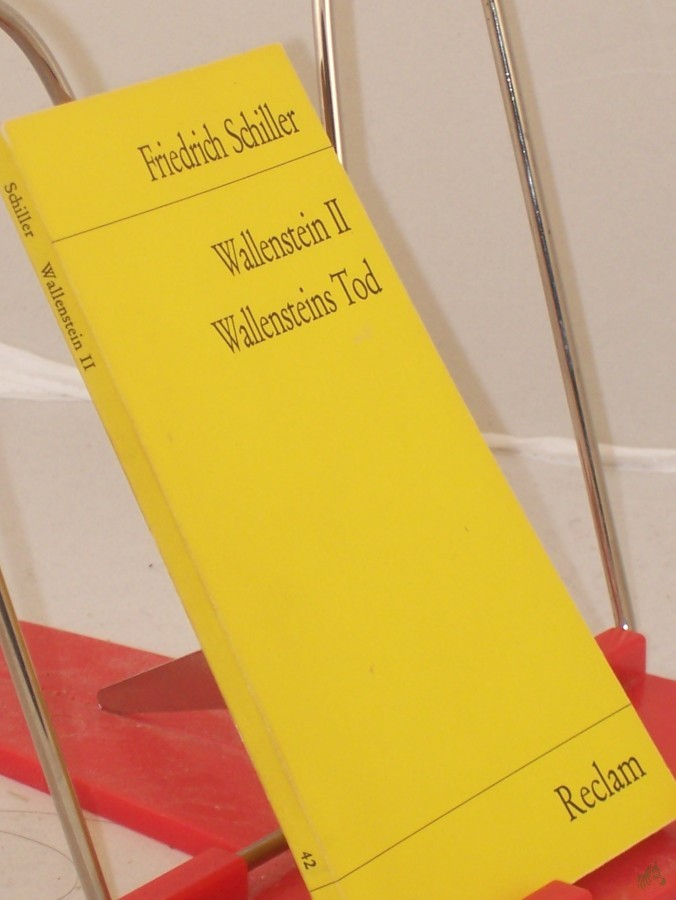 Friedrich Schiller
Wallenstein II
Wallensteins Tod
Reclam
Schiller Wallenstein II
42